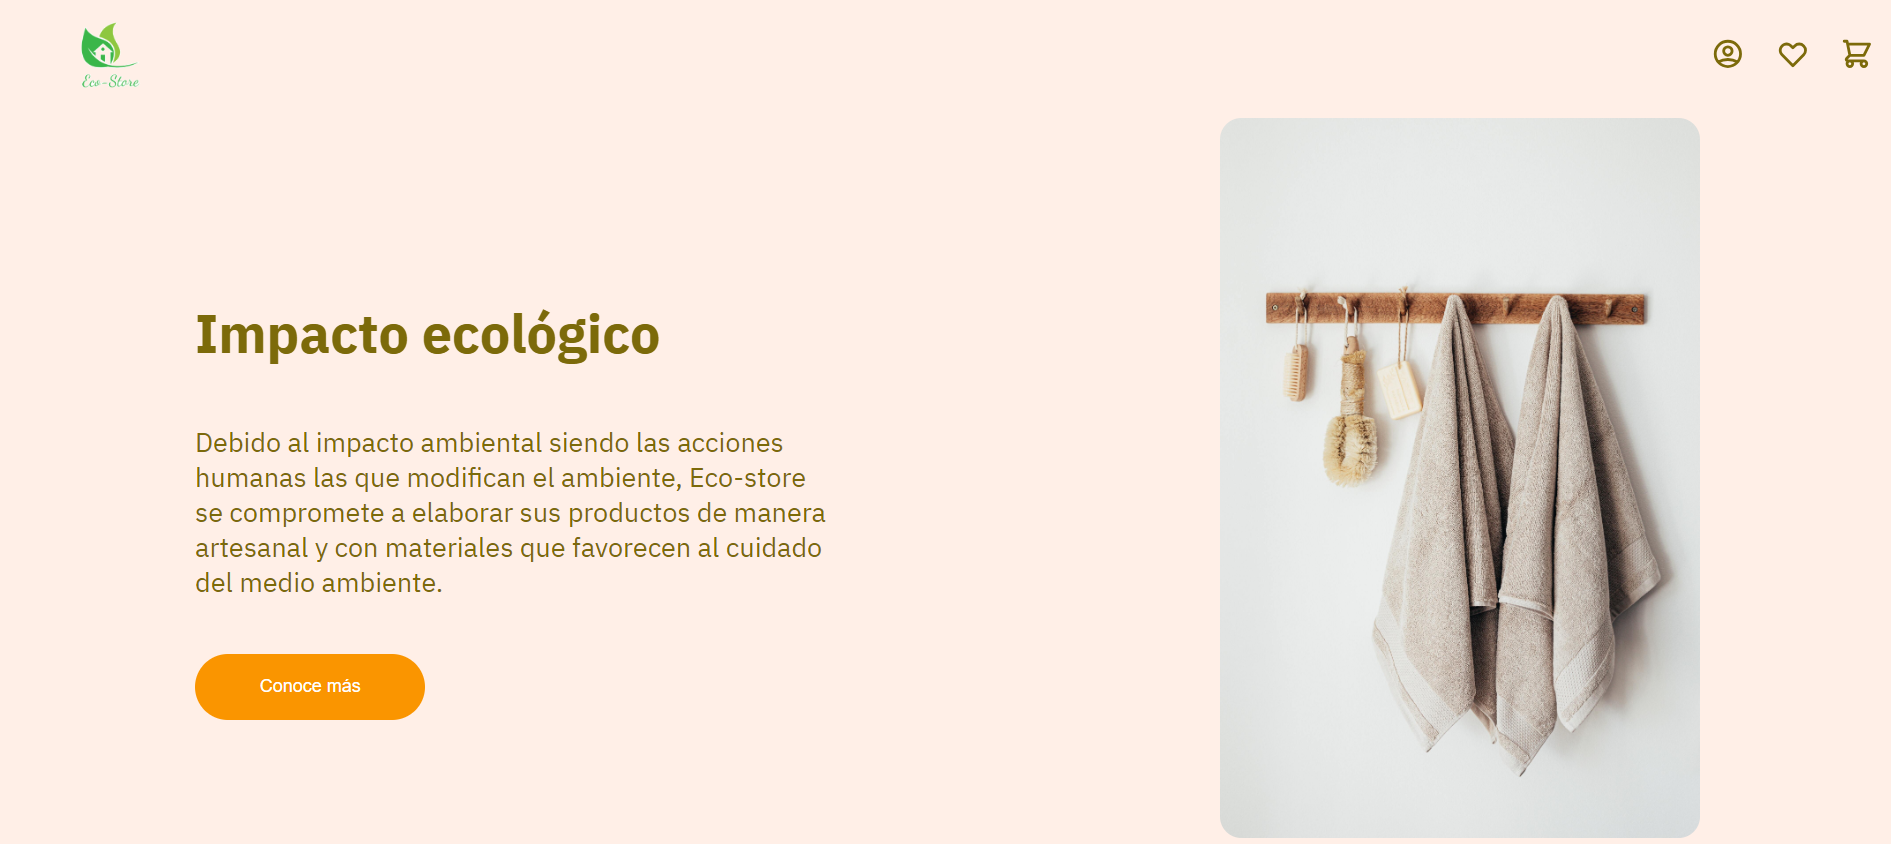 Eco-Store
Impacto ecológico
Debido al impacto ambiental siendo las acciones
humanas las que modifican el ambiente, Eco-store
se compromete a elaborar sus productos de manera
artesanal y con materiales que favorecen al cuidado
del medio ambiente.
Conoce más